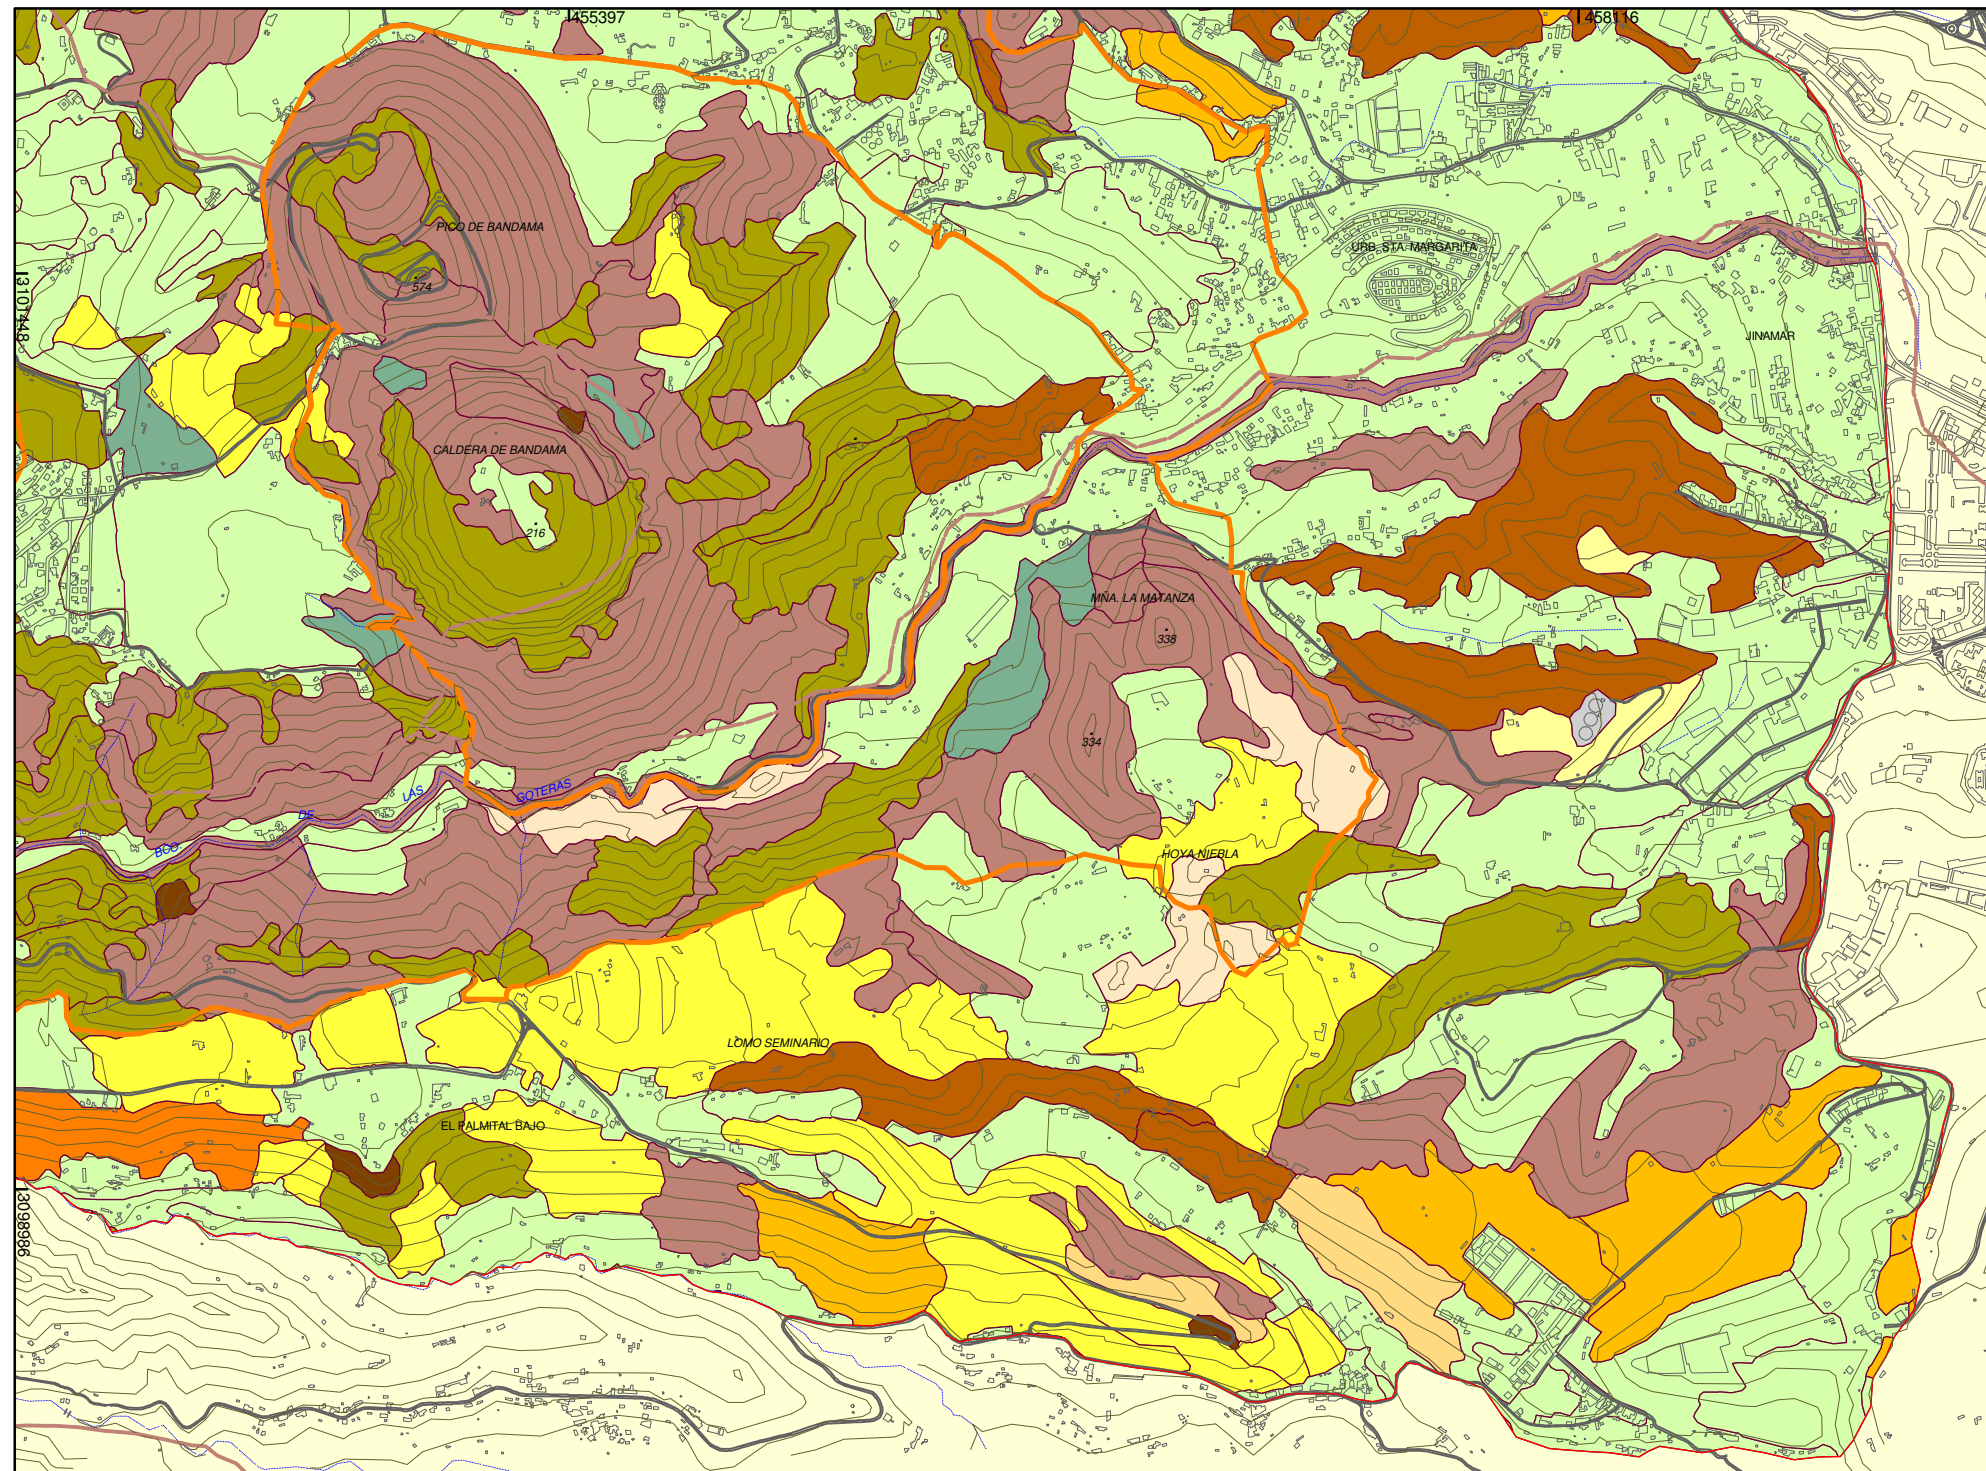 455397
458116
3101448
PICO DE BANDAMA
574
URB. STA. MARGARITA
JINAMAR
CALDERA DE BANDAMA
216
MÑA. LA MATANZA
338
334
BCO.
DE
LAS
GOTERAS
HOYA NIEBLA
LOMO SEMINARIO
EL PALMITAL BAJO
3098986